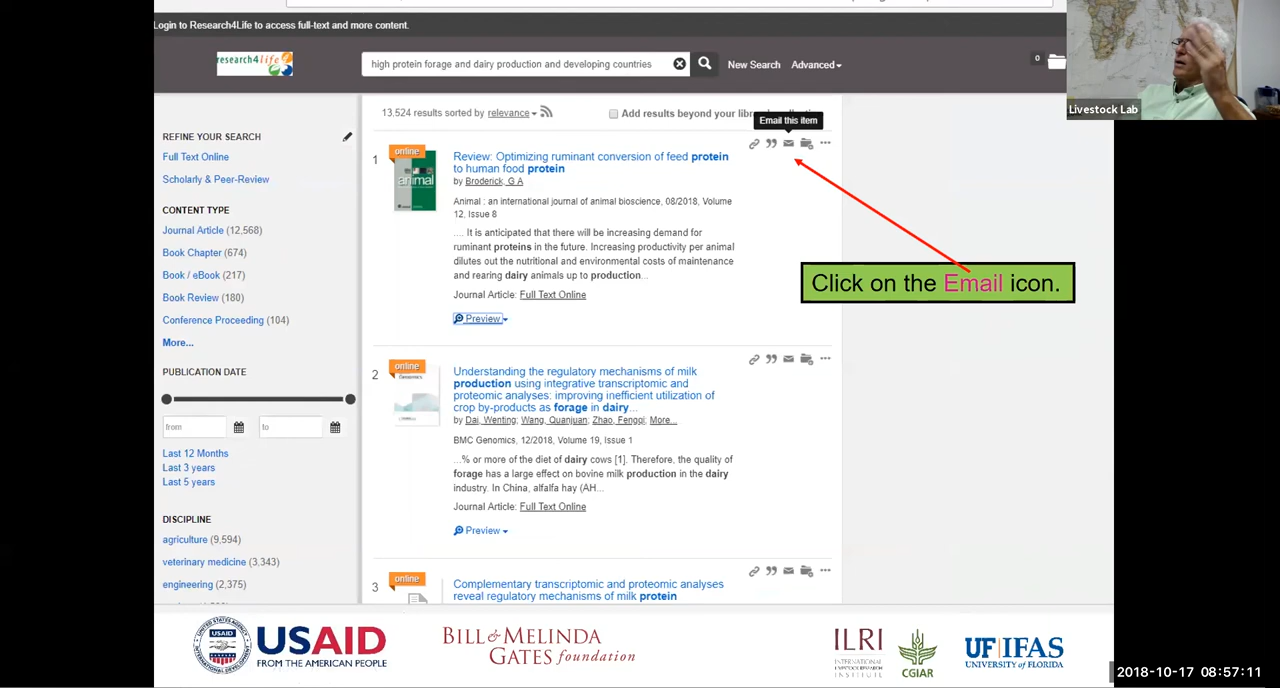 Login to Research4Life to access full-text and more content.
research4life
high protein forage and dairy production and developing countries
New Search
Advanced
0
Livestock Lab
13,524 results sorted by relevance
Add results beyond your
Email this item
REFINE YOUR SEARCH
Full Text Online
Scholarly & Peer-Review
CONTENT TYPE
Journal Article (12,568)
Book Chapter (674)
Book / eBook (217)
Book Review (180)
Conference Proceeding (104)
More...
PUBLICATION DATE
from
to
Last 12 Months
Last 3 years
Last 5 years
DISCIPLINE
agriculture (9,594)
veterinary medicine (3,343)
engineering (2,375)
1
online
animal
Review: Optimizing ruminant conversion of feed protein
to human food protein
by Broderick, G A
Animal : an international journal of animal bioscience, 08/2018, Volume
12, Issue 8
.... It is anticipated that there will be increasing demand for
ruminant proteins in the future. Increasing productivity per animal
dilutes out the nutritional and environmental costs of maintenance
and rearing dairy animals up to production...
Journal Article: Full Text Online
Preview
Click on the Email icon.
2
online
Understanding the regulatory mechanisms of milk
production using integrative transcriptomic and
proteomic analyses: improving inefficient utilization of
crop by-products as forage in dairy...
by Dai, Wenting; Wang, Quanjuan; Zhao, Fengqi; More...
BMC Genomics, 12/2018, Volume 19, Issue 1
...% or more of the diet of dairy cows [1]. Therefore, the quality of
forage has a large effect on bovine milk production in the dairy
industry. In China, alfalfa hay (AH...
Journal Article: Full Text Online
Preview
3
online
Complementary transcriptomic and proteomic analyses
reveal regulatory mechanisms of milk protein
USAID
USAID
FROM THE AMERICAN PEOPLE
BILL & MELINDA
GATES foundation
ILRI
INTERNATIONAL
LIVESTOCK RESEARCH
INSTITUTE
CGIAR
UF|IFAS
UNIVERSITY of FLORIDA
2018-10-17 08:57:11